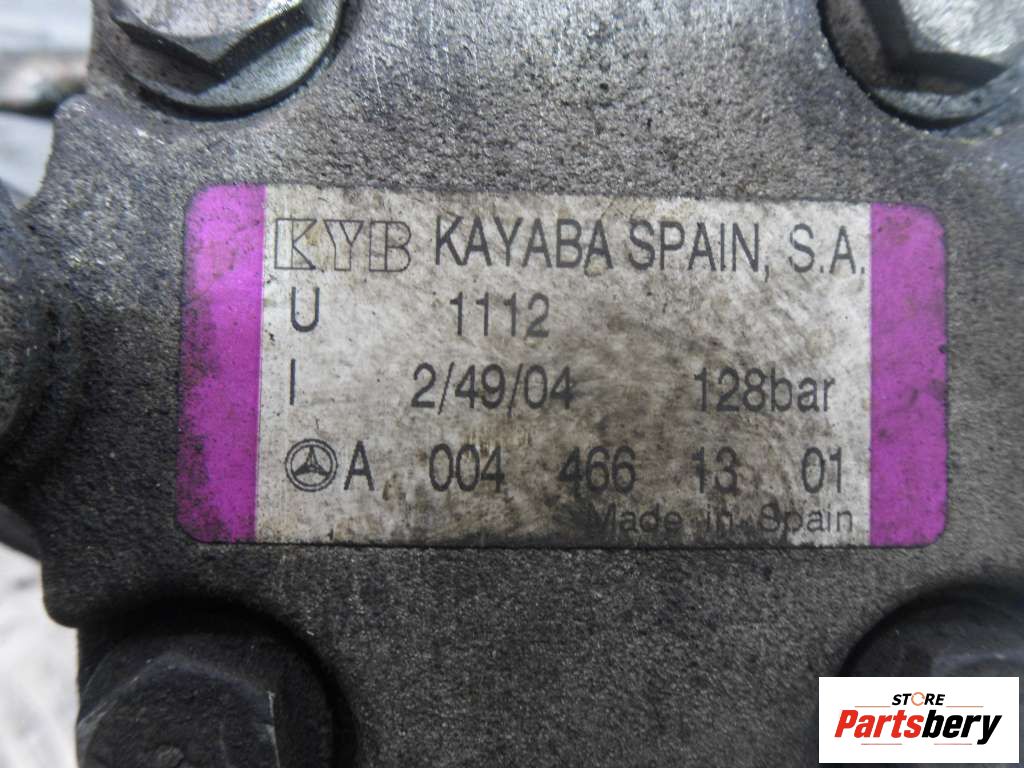 KYB KAYABA SPAIN, S.A.
U 1112
I 2/49/04 128bar
A 004 466 13 01
Made in Spain
STORE
Partsbery